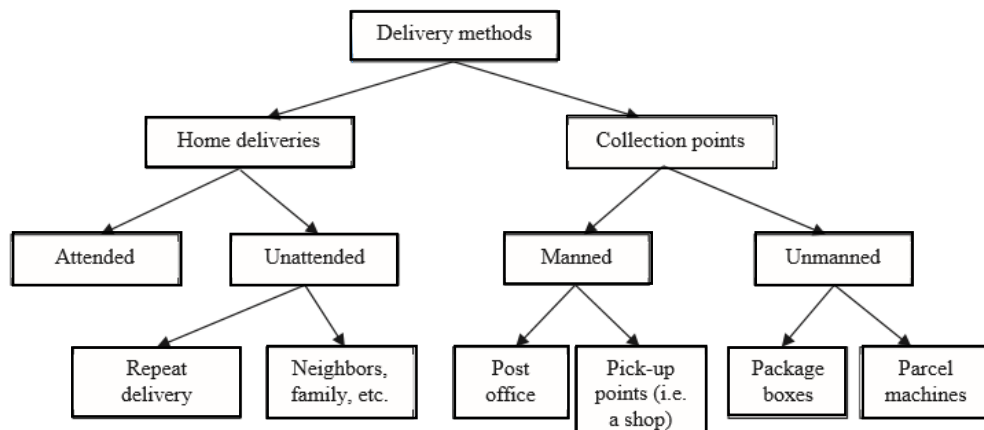 Delivery methods
Home deliveries
Collection points
Attended
Unattended
Manned
Unmanned
Repeat
delivery
Neighbors,
family, etc.
Post
office
Pick-up
points (i.e.
a shop)
Package
boxes
Parcel
machines